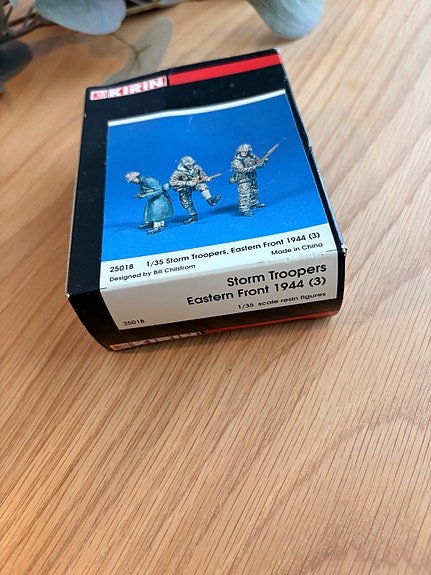 KIRIN
25018 1/35 Storm Troopers, Eastern Front 1944 (3)
Designed by Bill Chilstrom Made in China
Storm Troopers
Eastern Front 1944 (3)
25018 1/35 scale resin figures
KIRIN